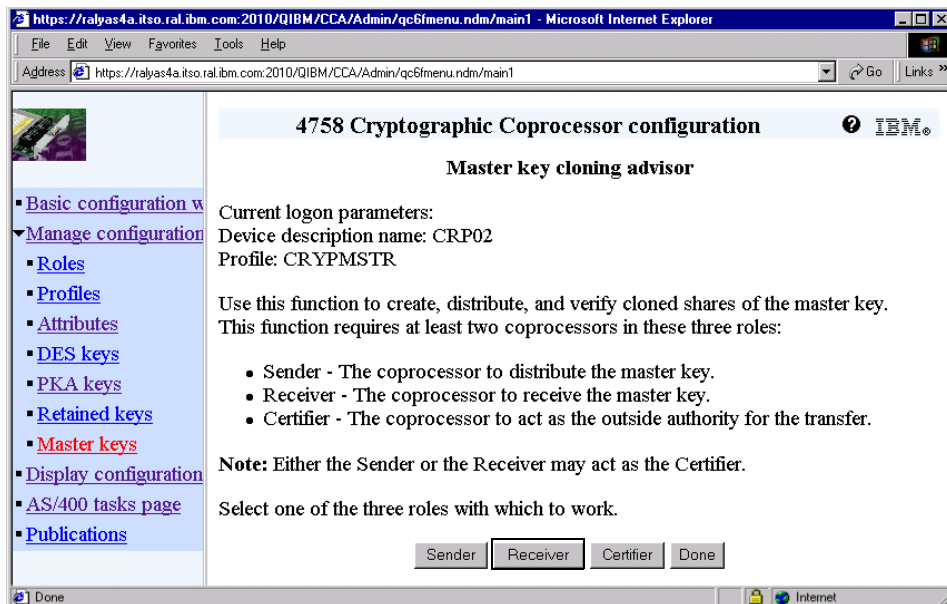 https://ralyas4a.itso.ral.ibm.com:2010/QIBM/CCA/Admin/qc6fmenu.ndm/main1 - Microsoft Internet Explorer
File Edit View Favorites Tools Help
Address https://ralyas4a.itso.ral.ibm.com:2010/QIBM/CCA/Admin/qc6fmenu.ndm/main1 Go Links »
Basic configuration w
Manage configuration
Roles
Profiles
Attributes
DES keys
PKA keys
Retained keys
Master keys
Display configuration
AS/400 tasks page
Publications
4758 Cryptographic Coprocessor configuration ? IBM®
Master key cloning advisor
Current logon parameters:
Device description name: CRP02
Profile: CRYPMSTR
Use this function to create, distribute, and verify cloned shares of the master key.
This function requires at least two coprocessors in these three roles:
• Sender - The coprocessor to distribute the master key.
• Receiver - The coprocessor to receive the master key.
• Certifier - The coprocessor to act as the outside authority for the transfer.
Note: Either the Sender or the Receiver may act as the Certifier.
Select one of the three roles with which to work.
Sender Receiver Certifier Done
Done Internet